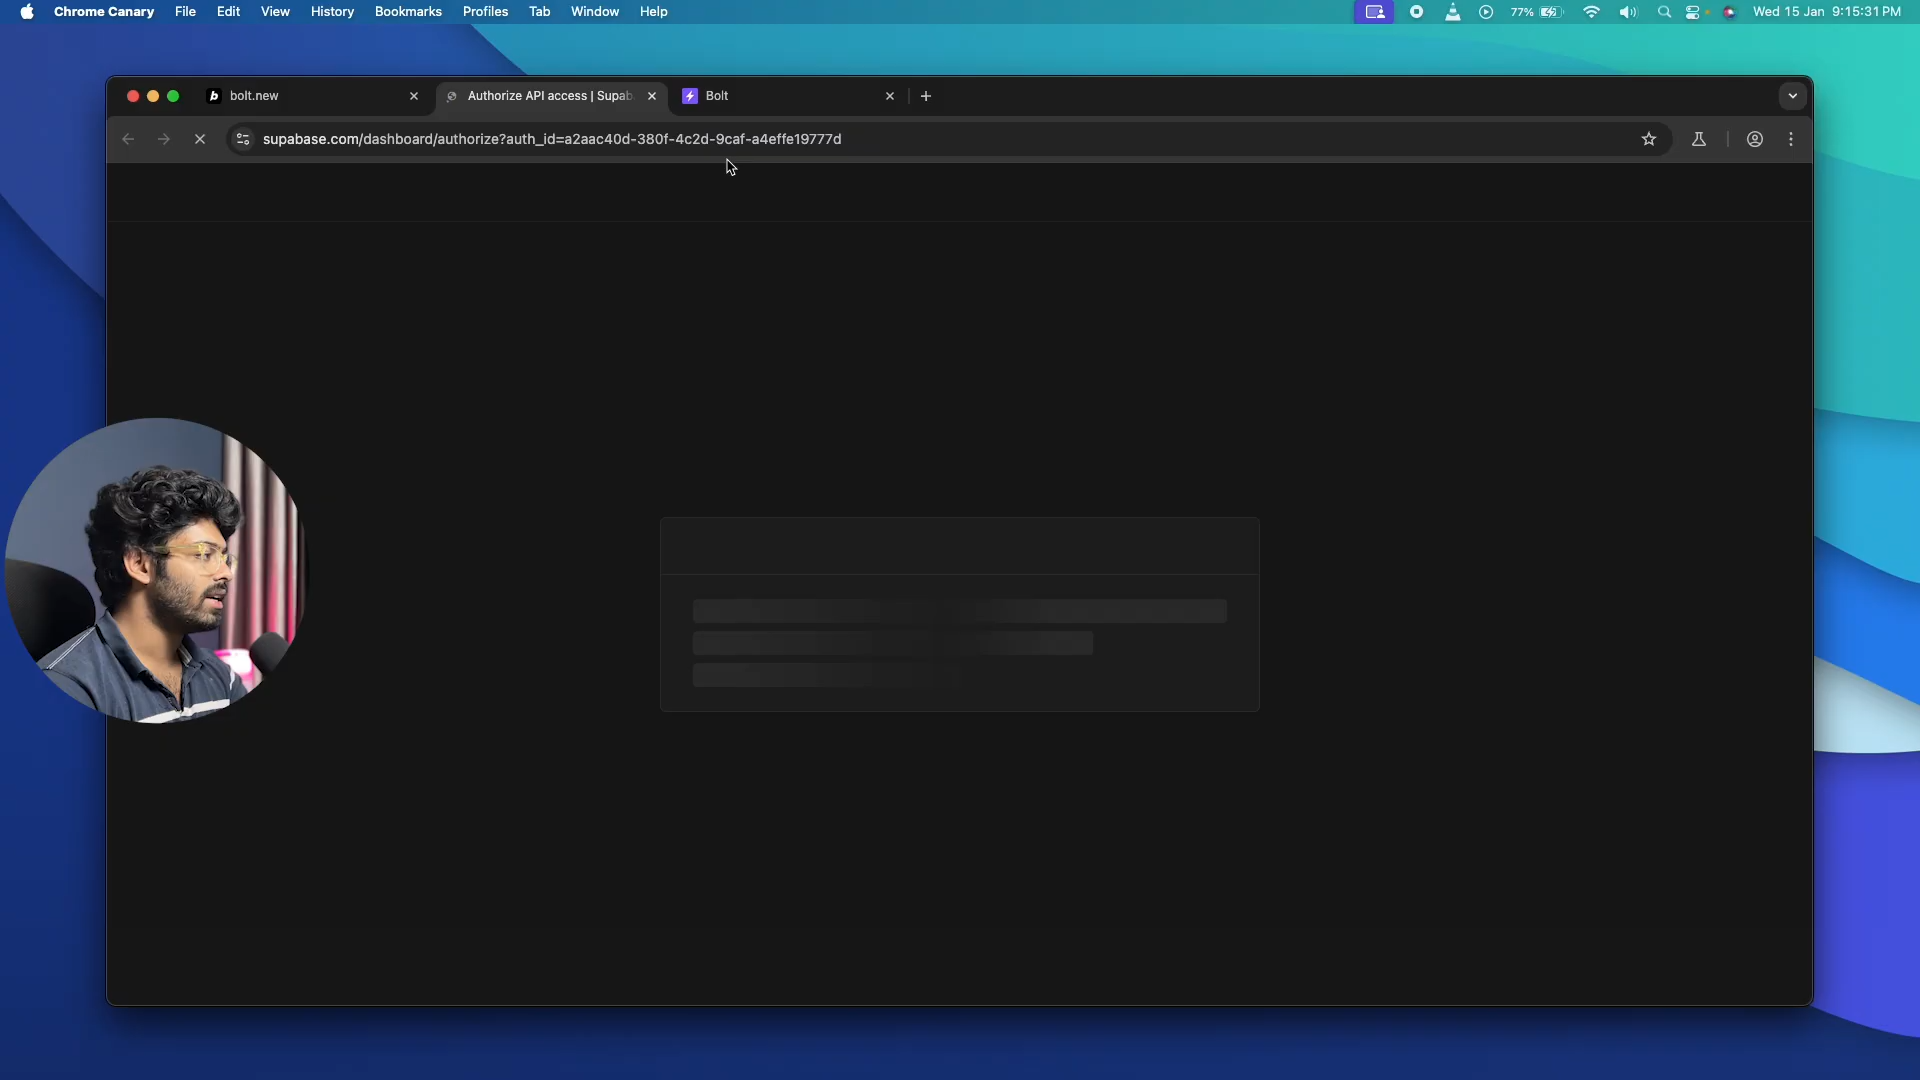 Chrome Canary File Edit View History Bookmarks Profiles Tab Window Help 77% Wed 15 Jan 9:15:31 PM
b bolt.new Authorize API access | Supab Bolt
supabase.com/dashboard/authorize?auth_id=a2aac40d-380f-4c2d-9caf-a4effe19777d